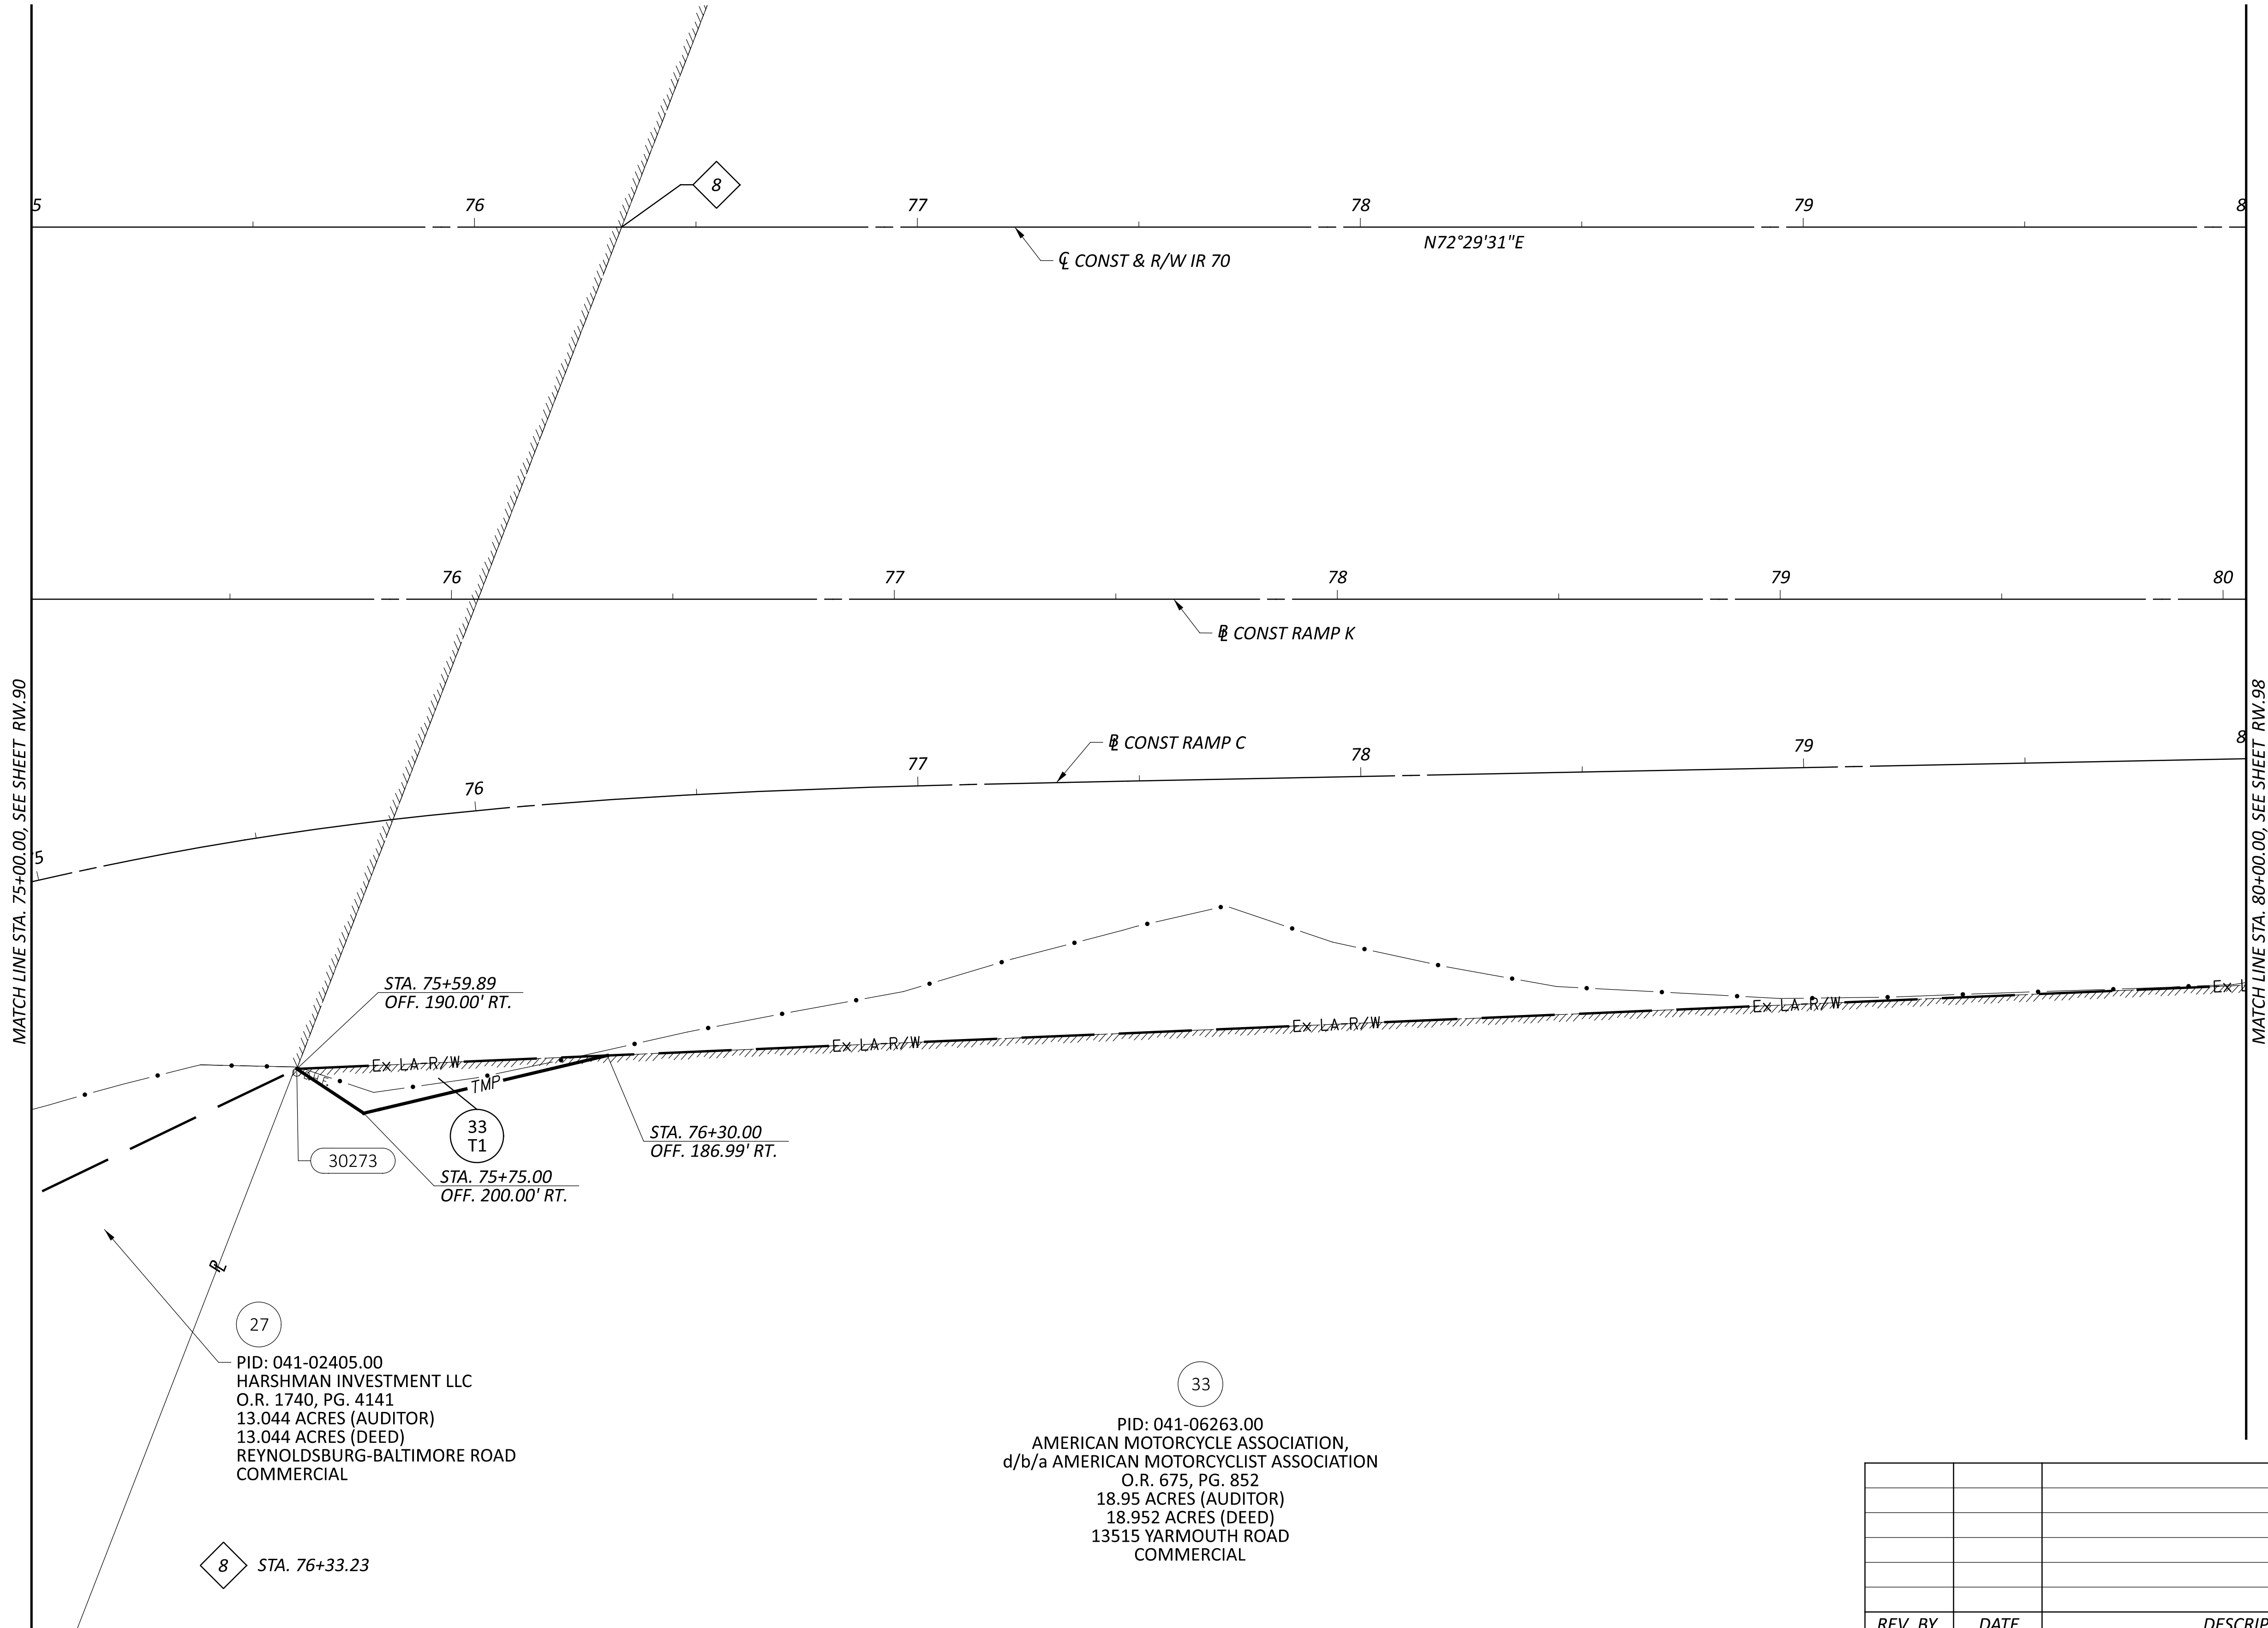 8
5
76
77
78
79
8
N72°29'31"E
℄ CONST & R/W IR 70
76
77
78
79
80
BL CONST RAMP K
MATCH LINE STA. 75+00.00, SEE SHEET RW.90
MATCH LINE STA. 80+00.00, SEE SHEET RW.98
BL CONST RAMP C
5
76
77
78
79
8
STA. 75+59.89
OFF. 190.00' RT.
Ex LA-R/W
Ex LA-R/W
Ex LA-R/W
Ex LA-R/W
Ex L
TMP
33
T1
30273
STA. 76+30.00
OFF. 186.99' RT.
STA. 75+75.00
OFF. 200.00' RT.
PL
27
PID: 041-02405.00
HARSHMAN INVESTMENT LLC
O.R. 1740, PG. 4141
13.044 ACRES (AUDITOR)
13.044 ACRES (DEED)
REYNOLDSBURG-BALTIMORE ROAD
COMMERCIAL
33
PID: 041-06263.00
AMERICAN MOTORCYCLE ASSOCIATION,
d/b/a AMERICAN MOTORCYCLIST ASSOCIATION
O.R. 675, PG. 852
18.95 ACRES (AUDITOR)
18.952 ACRES (DEED)
13515 YARMOUTH ROAD
COMMERCIAL
8 STA. 76+33.23
REV. BY DATE DESCRIP